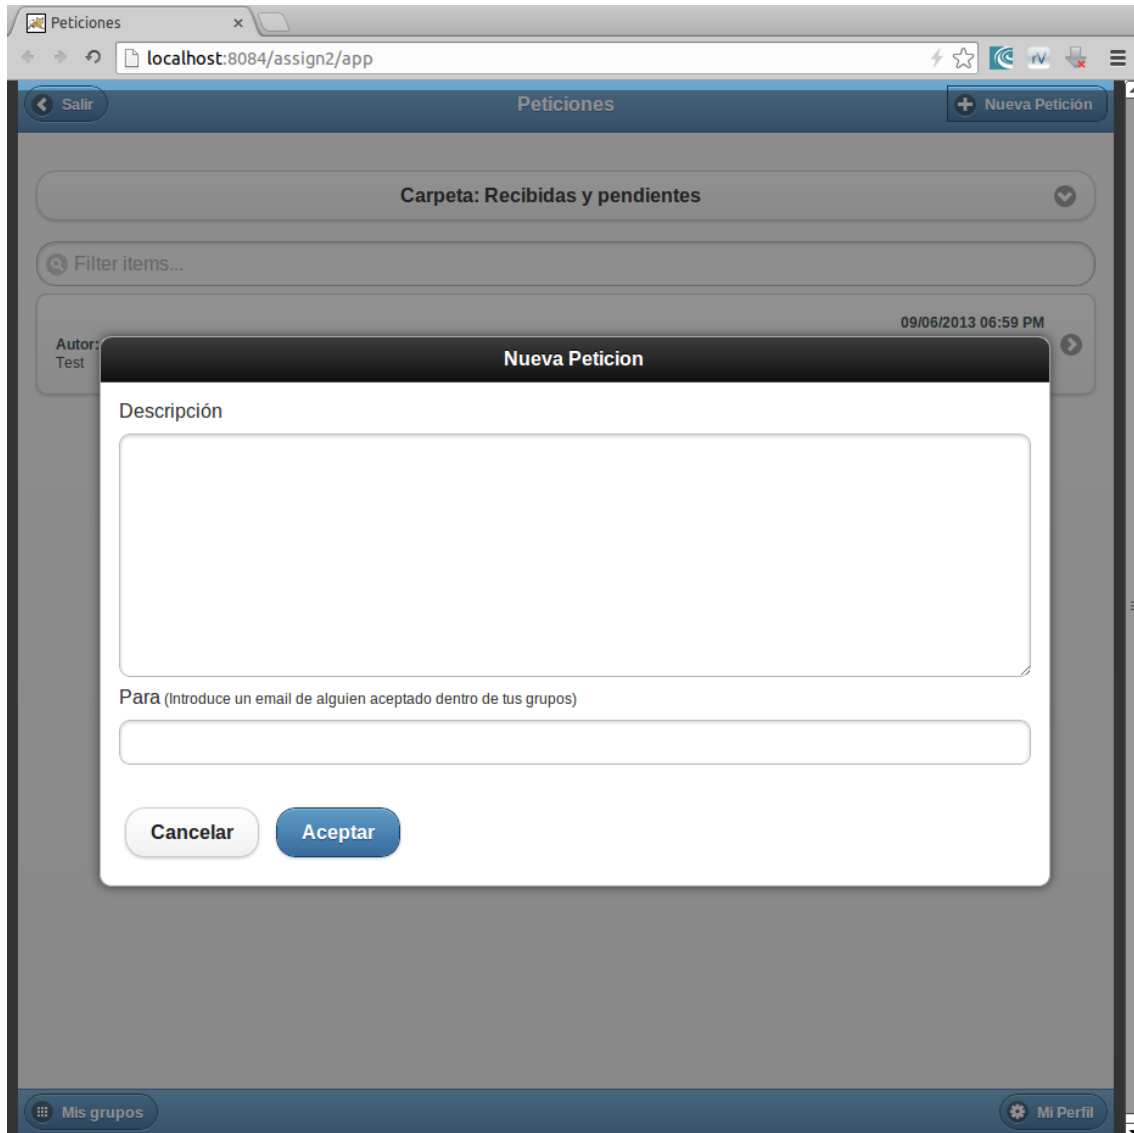 Peticiones
localhost:8084/assign2/app
Salir
Peticiones
Nueva Petición
Carpeta: Recibidas y pendientes
Filter items...
09/06/2013 06:59 PM
Autor:
Test
Nueva Peticion
Descripción
Para (Introduce un email de alguien aceptado dentro de tus grupos)
Cancelar
Aceptar
Mis grupos
Mi Perfil